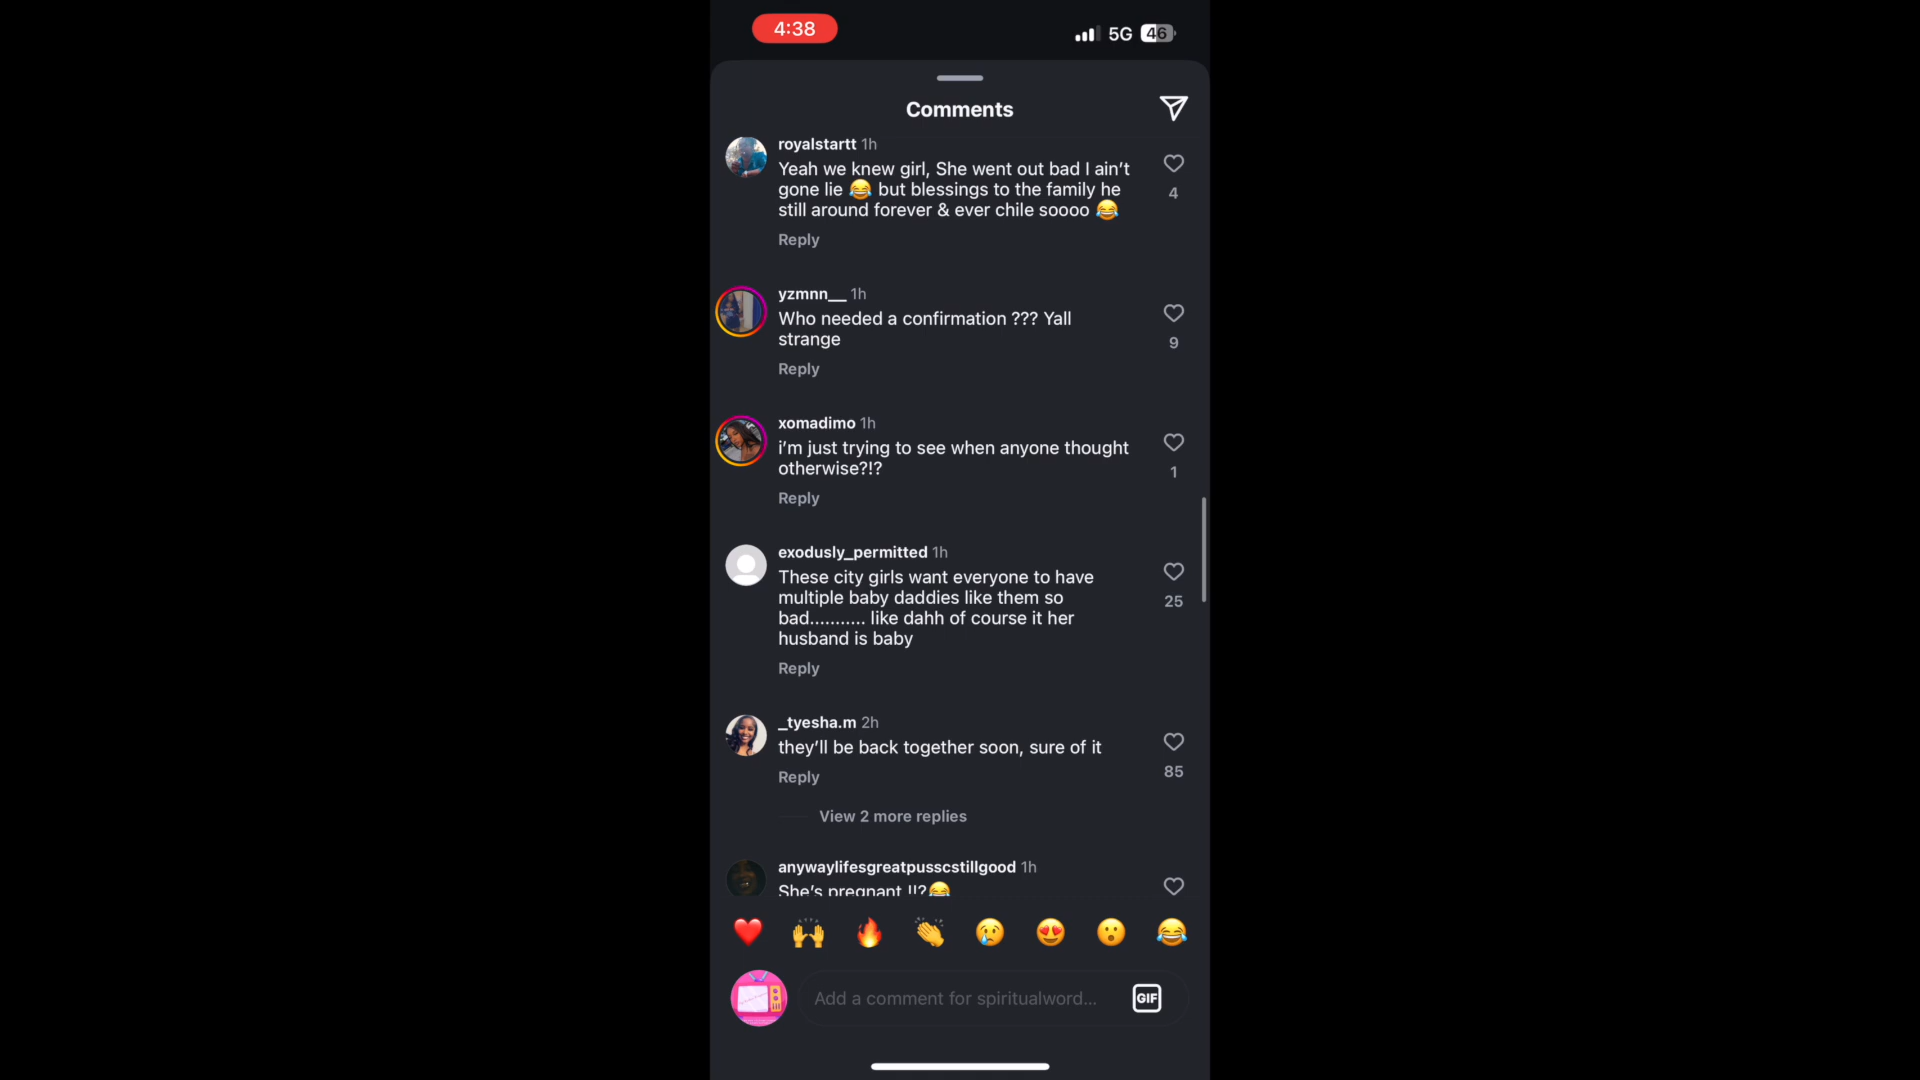 4:38
5G 46
Comments
royalstartt 1h
Yeah we knew girl, She went out bad I ain't
gone lie 😂 but blessings to the family he
still around forever & ever chile soooo 😂
4
Reply
yzmnn__ 1h
Who needed a confirmation ??? Yall
strange
9
Reply
xomadimo 1h
i'm just trying to see when anyone thought
otherwise?!?
1
Reply
exodusly_permitted 1h
These city girls want everyone to have
multiple baby daddies like them so
bad........... like dahh of course it her
husband is baby
25
Reply
_tyesha.m 2h
they'll be back together soon, sure of it
85
Reply
View 2 more replies
anywaylifesgreatpusscstillgood 1h
She's pregnant !!?😂
❤️ 🙌 🔥 👏 😢 😍 😮 😂
Add a comment for spiritualword...
GIF